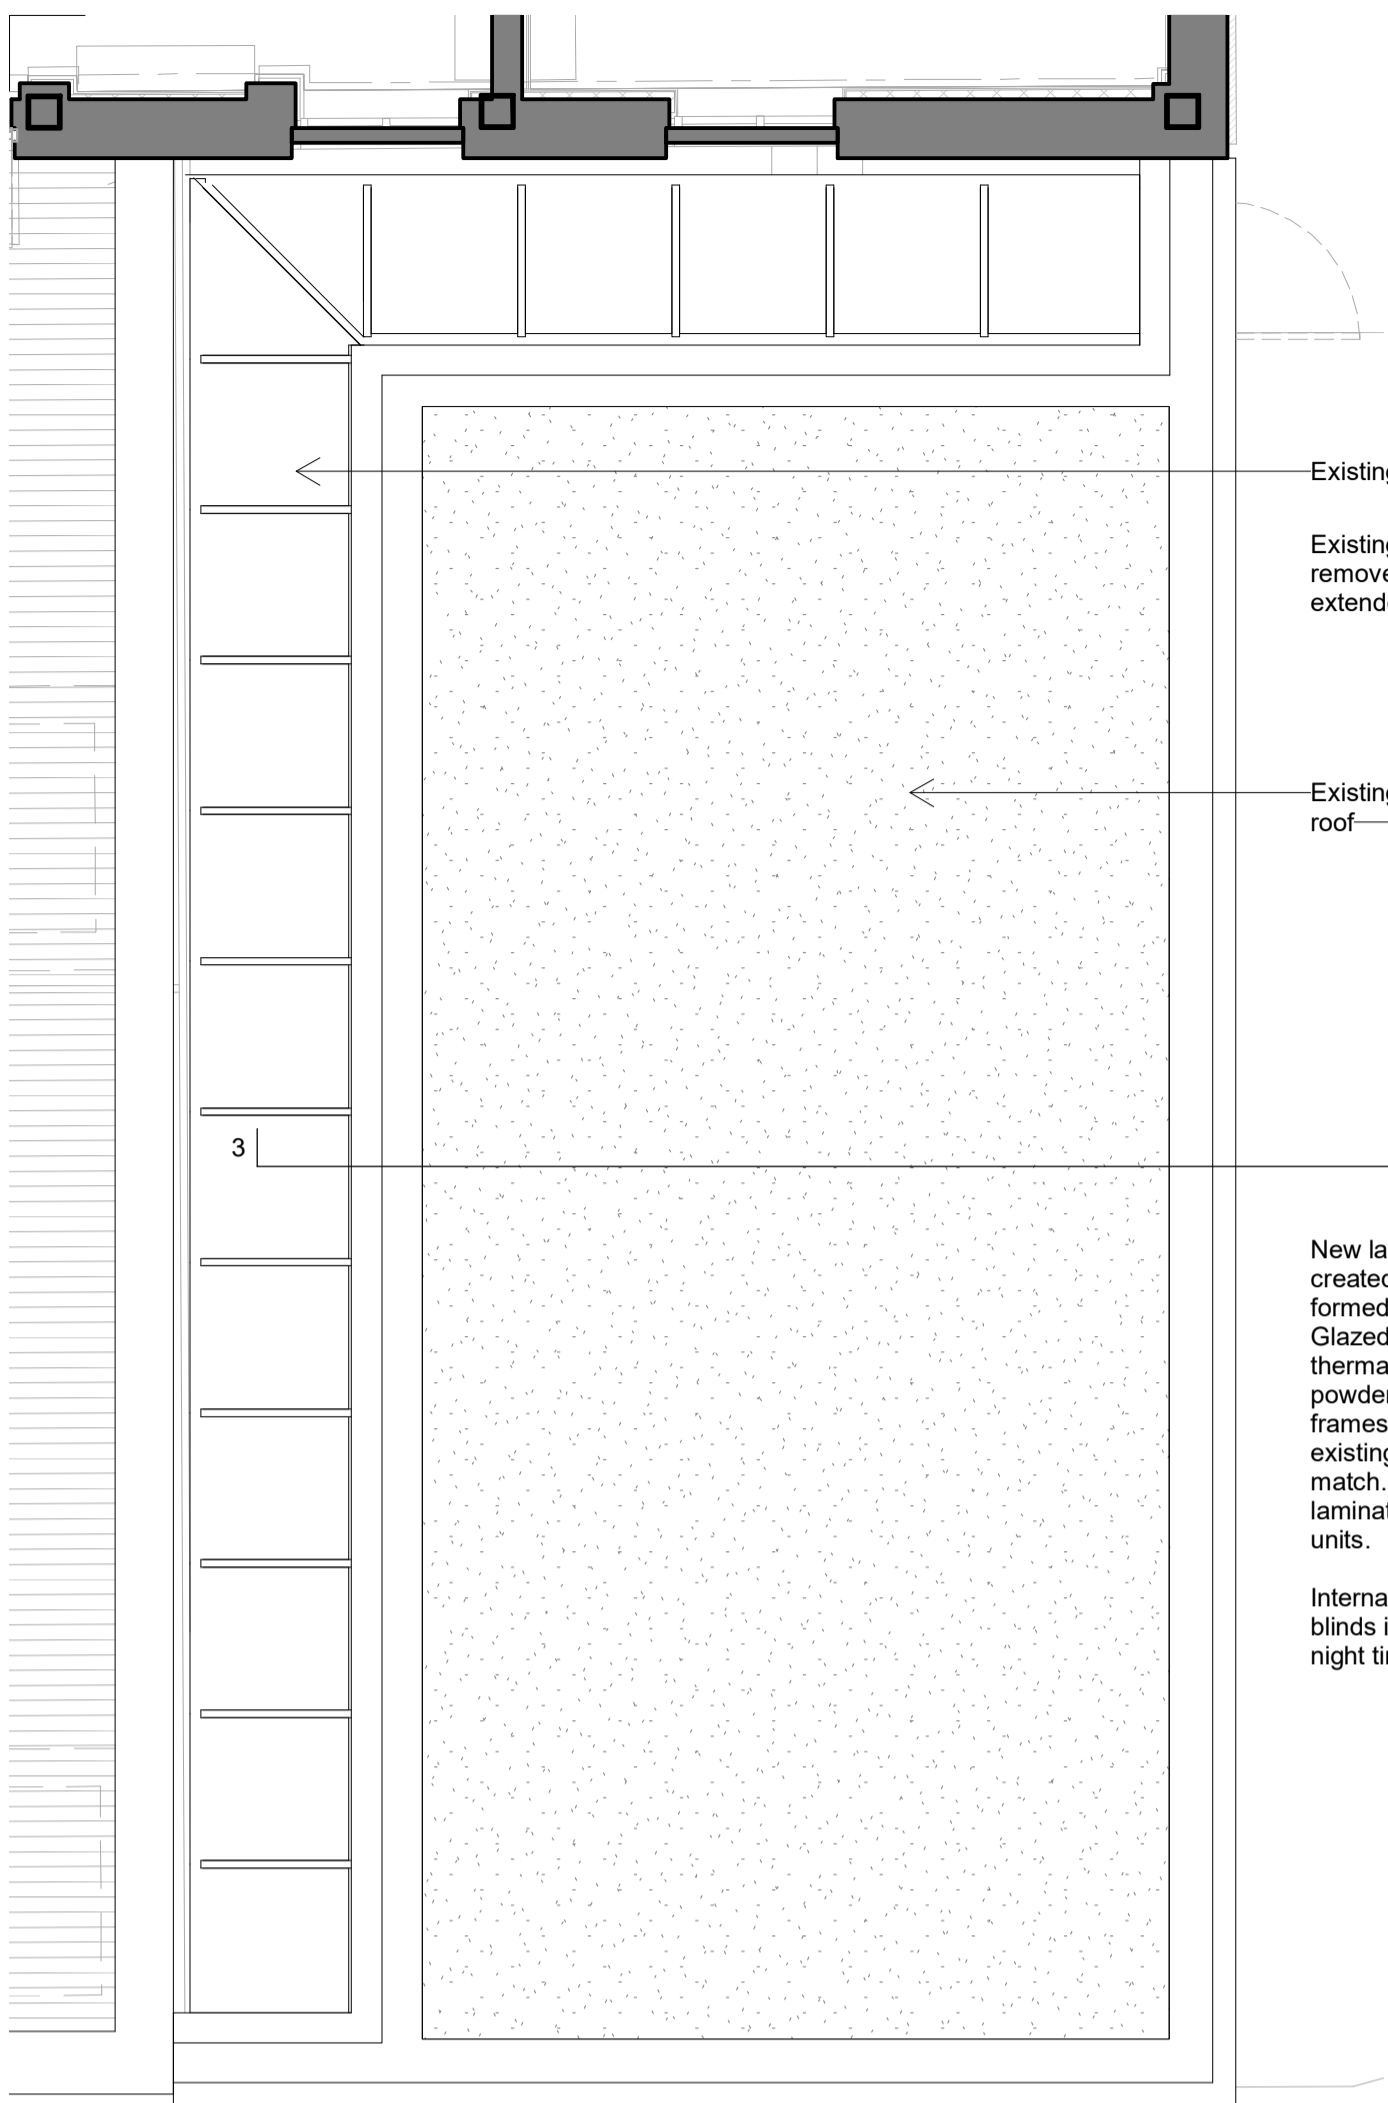 Existing
Existing
remove
extend
Existing
roof
3
New la
created
formed
Glazed
therma
powder
frames
existing
match.
laminat
units.
Interna
blinds i
night tim